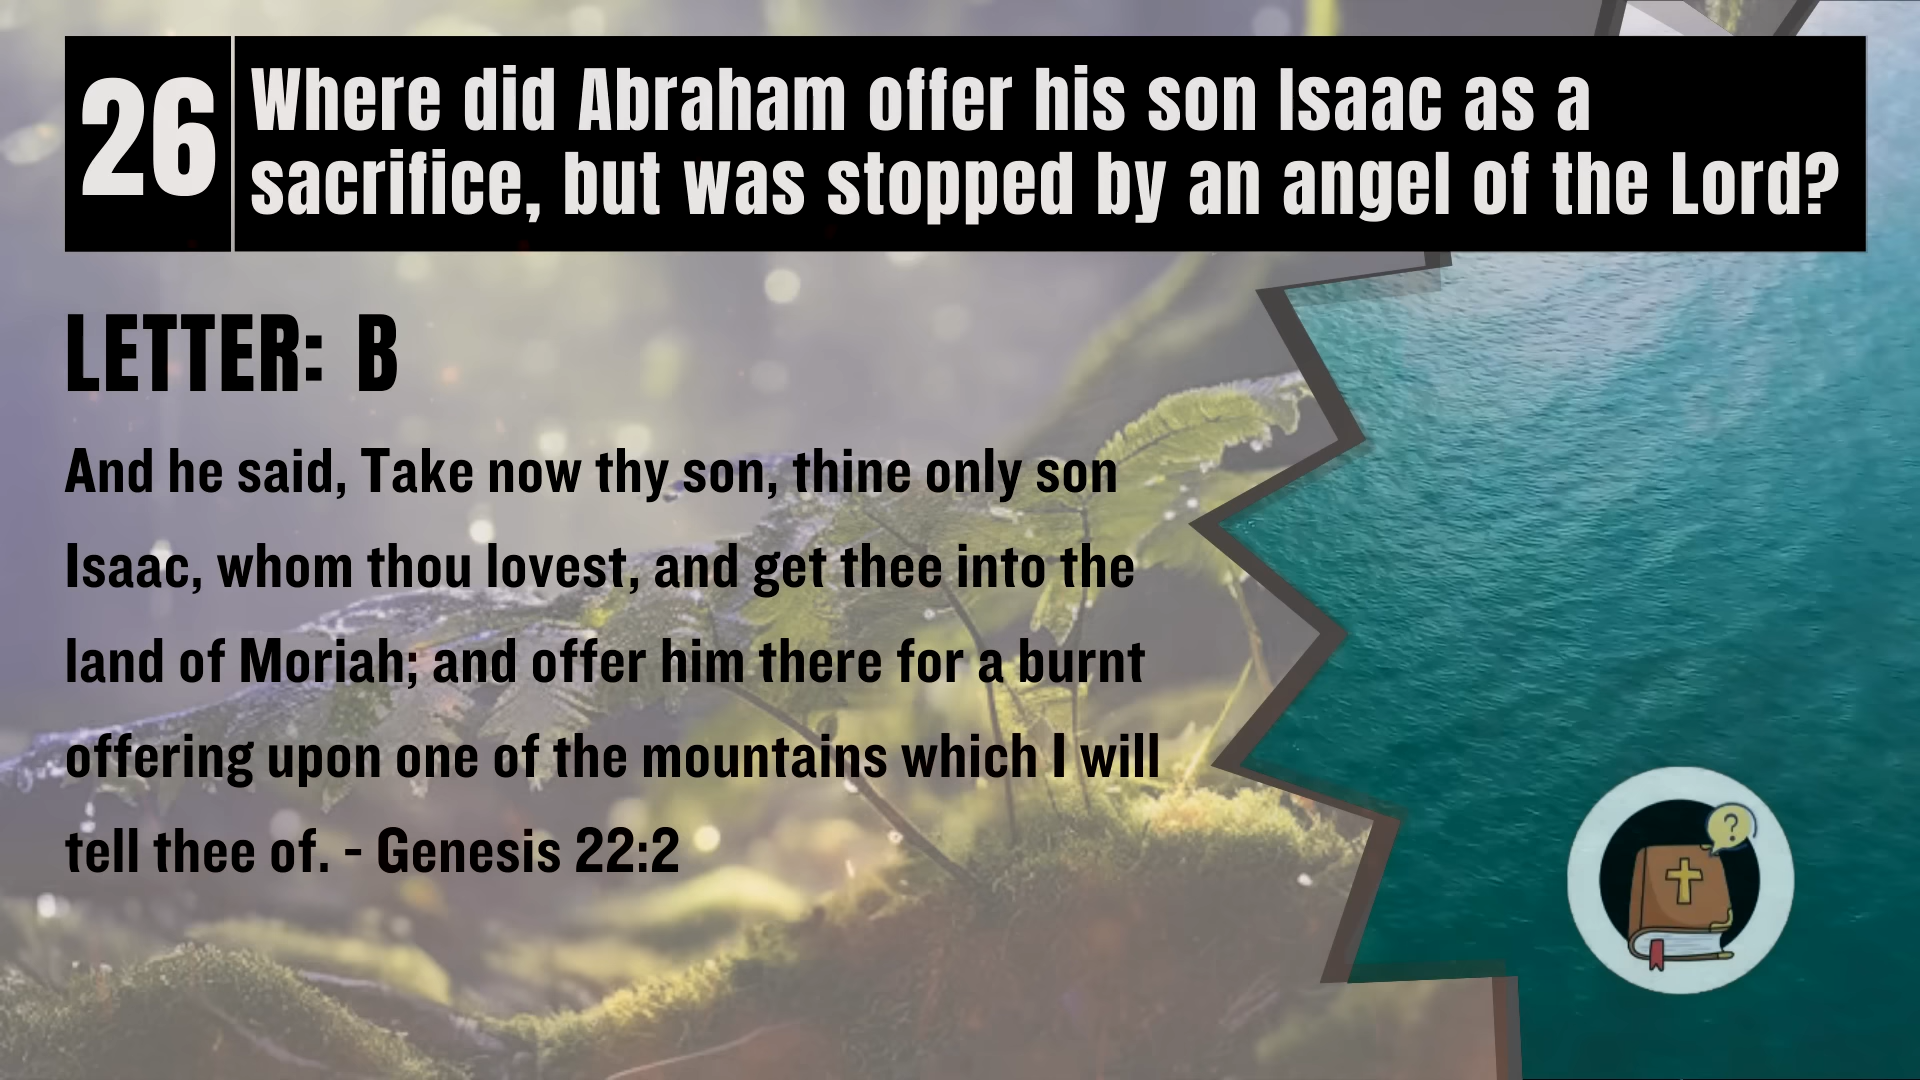 26
Where did Abraham offer his son Isaac as a
sacrifice, but was stopped by an angel of the Lord?
LETTER: B
And he said, Take now thy son, thine only son
Isaac, whom thou lovest, and get thee into the
land of Moriah; and offer him there for a burnt
offering upon one of the mountains which I will
tell thee of. - Genesis 22:2
?